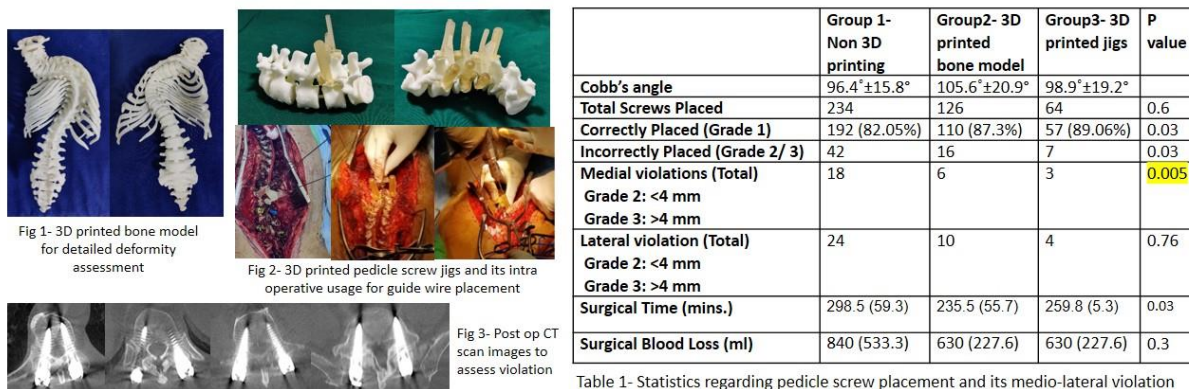 Fig 1- 3D printed bone model
for detailed deformity
assessment
Fig 2- 3D printed pedicle screw jigs and its intra
operative usage for guide wire placement
Fig 3- Post op CT
scan images to
assess violation
Group 1- Non 3D printing Group2- 3D printed bone model Group3- 3D printed jigs P value
Cobb's angle 96.4°±15.8° 105.6°±20.9° 98.9°±19.2°
Total Screws Placed 234 126 64 0.6
Correctly Placed (Grade 1) 192 (82.05%) 110 (87.3%) 57 (89.06%) 0.03
Incorrectly Placed (Grade 2/ 3) 42 16 7 0.03
Medial violations (Total) 18 6 3 0.005
Grade 2: <4 mm
Grade 3: >4 mm
Lateral violation (Total) 24 10 4 0.76
Grade 2: <4 mm
Grade 3: >4 mm
Surgical Time (mins.) 298.5 (59.3) 235.5 (55.7) 259.8 (5.3) 0.03
Surgical Blood Loss (ml) 840 (533.3) 630 (227.6) 630 (227.6) 0.3
Table 1- Statistics regarding pedicle screw placement and its medio-lateral violation